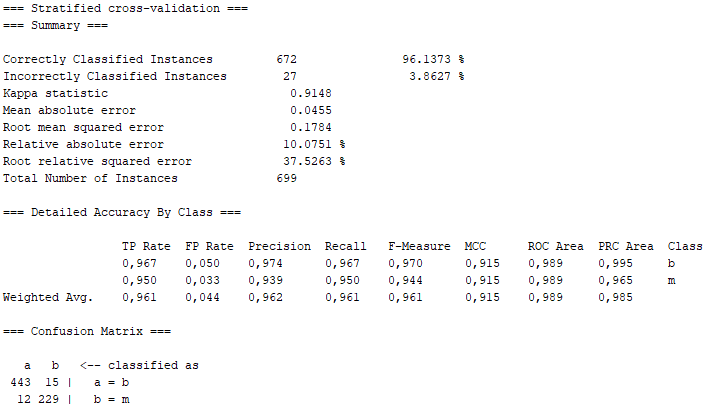 === Stratified cross-validation ===
=== Summary ===
Correctly Classified Instances 672 96.1373 %
Incorrectly Classified Instances 27 3.8627 %
Kappa statistic 0.9148
Mean absolute error 0.0455
Root mean squared error 0.1784
Relative absolute error 10.0751 %
Root relative squared error 37.5263 %
Total Number of Instances 699
=== Detailed Accuracy By Class ===
TP Rate FP Rate Precision Recall F-Measure MCC ROC Area PRC Area Class
0,967 0,050 0,974 0,967 0,970 0,915 0,989 0,995 b
0,950 0,033 0,939 0,950 0,944 0,915 0,989 0,965 m
Weighted Avg. 0,961 0,044 0,962 0,961 0,961 0,915 0,989 0,985
=== Confusion Matrix ===
a b <-- classified as
443 15 | a = b
12 229 | b = m